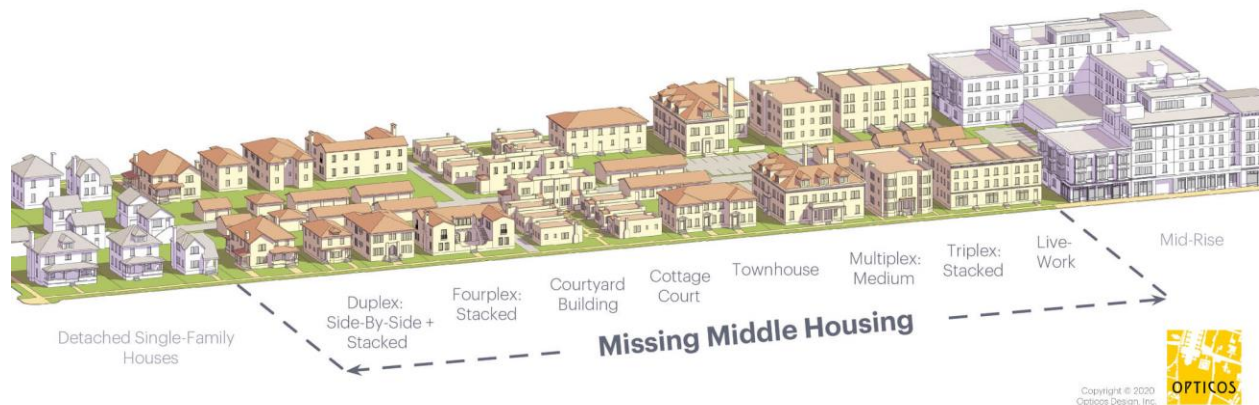 Detached Single-Family
Houses
Duplex:
Side-By-Side +
Stacked
Fourplex:
Stacked
Courtyard
Building
Cottage
Court
Townhouse
Multiplex:
Medium
Triplex:
Stacked
Live-
Work
Mid-Rise
Missing Middle Housing
Copyright © 2020
Opticos Design, Inc.
OPTICOS